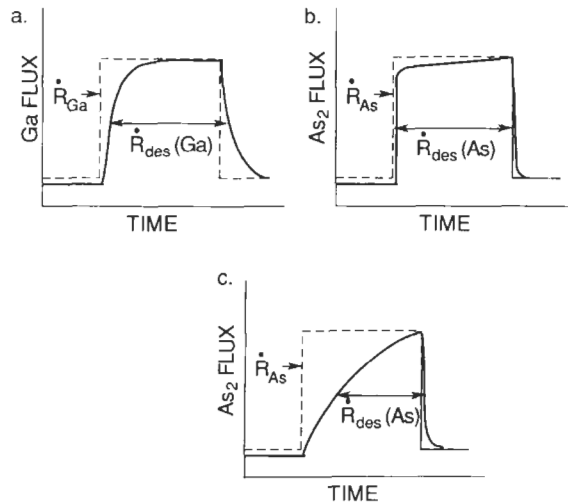 a.
Ga FLUX
Ṙ_Ga
Ṙ_des (Ga)
TIME
b.
As₂ FLUX
Ṙ_As
Ṙ_des (As)
TIME
c.
As₂ FLUX
Ṙ_As
Ṙ_des (As)
TIME